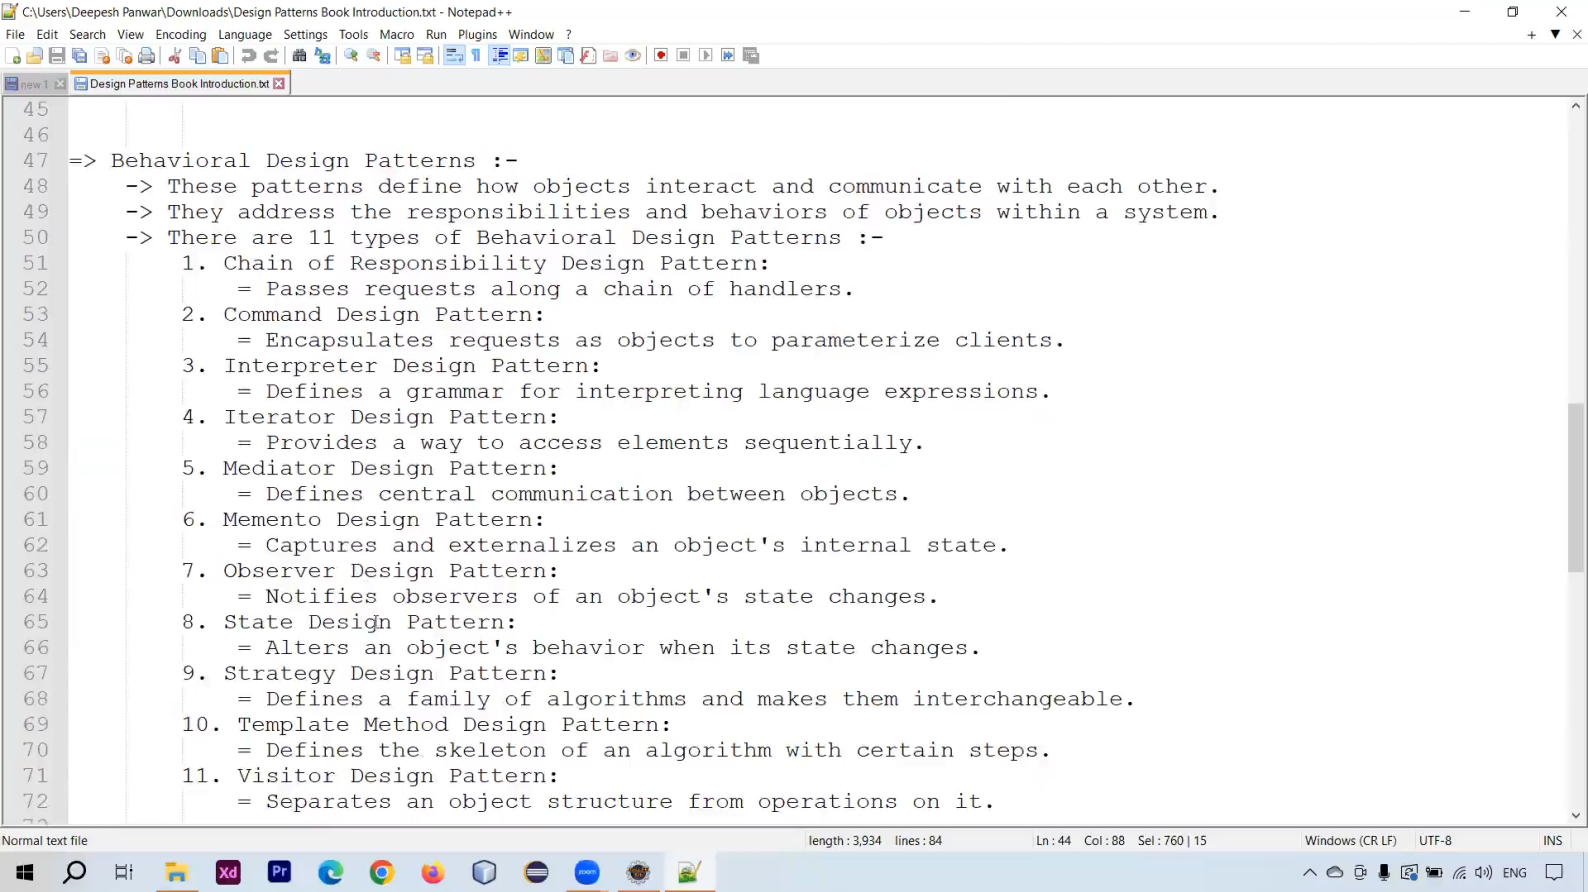 C:\Users\Deepesh Panwar\Downloads\Design Patterns Book Introduction.txt - Notepad++
File Edit Search View Encoding Language Settings Tools Macro Run Plugins Window ?
new 1 Design Patterns Book Introduction.txt
45
46
47 => Behavioral Design Patterns :-
48 -> These patterns define how objects interact and communicate with each other.
49 -> They address the responsibilities and behaviors of objects within a system.
50 -> There are 11 types of Behavioral Design Patterns :-
51 1. Chain of Responsibility Design Pattern:
52 = Passes requests along a chain of handlers.
53 2. Command Design Pattern:
54 = Encapsulates requests as objects to parameterize clients.
55 3. Interpreter Design Pattern:
56 = Defines a grammar for interpreting language expressions.
57 4. Iterator Design Pattern:
58 = Provides a way to access elements sequentially.
59 5. Mediator Design Pattern:
60 = Defines central communication between objects.
61 6. Memento Design Pattern:
62 = Captures and externalizes an object's internal state.
63 7. Observer Design Pattern:
64 = Notifies observers of an object's state changes.
65 8. State Design Pattern:
66 = Alters an object's behavior when its state changes.
67 9. Strategy Design Pattern:
68 = Defines a family of algorithms and makes them interchangeable.
69 10. Template Method Design Pattern:
70 = Defines the skeleton of an algorithm with certain steps.
71 11. Visitor Design Pattern:
72 = Separates an object structure from operations on it.
Normal text file length : 3,934 lines : 84 Ln : 44 Col : 88 Sel : 760 | 15 Windows (CR LF) UTF-8 INS
Xd Pr zoom ENG